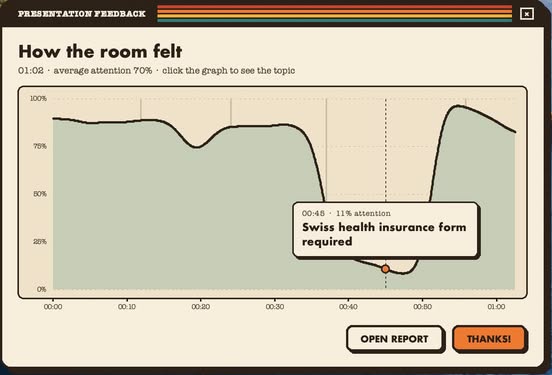 PRESENTATION FEEDBACK
How the room felt
01:02 · average attention 70% · click the graph to see the topic
100%
75%
50%
25%
0%
00:45 · 11% attention
Swiss health insurance form
required
00:00 00:10 00:20 00:30 00:40 00:50 01:00
OPEN REPORT THANKS!